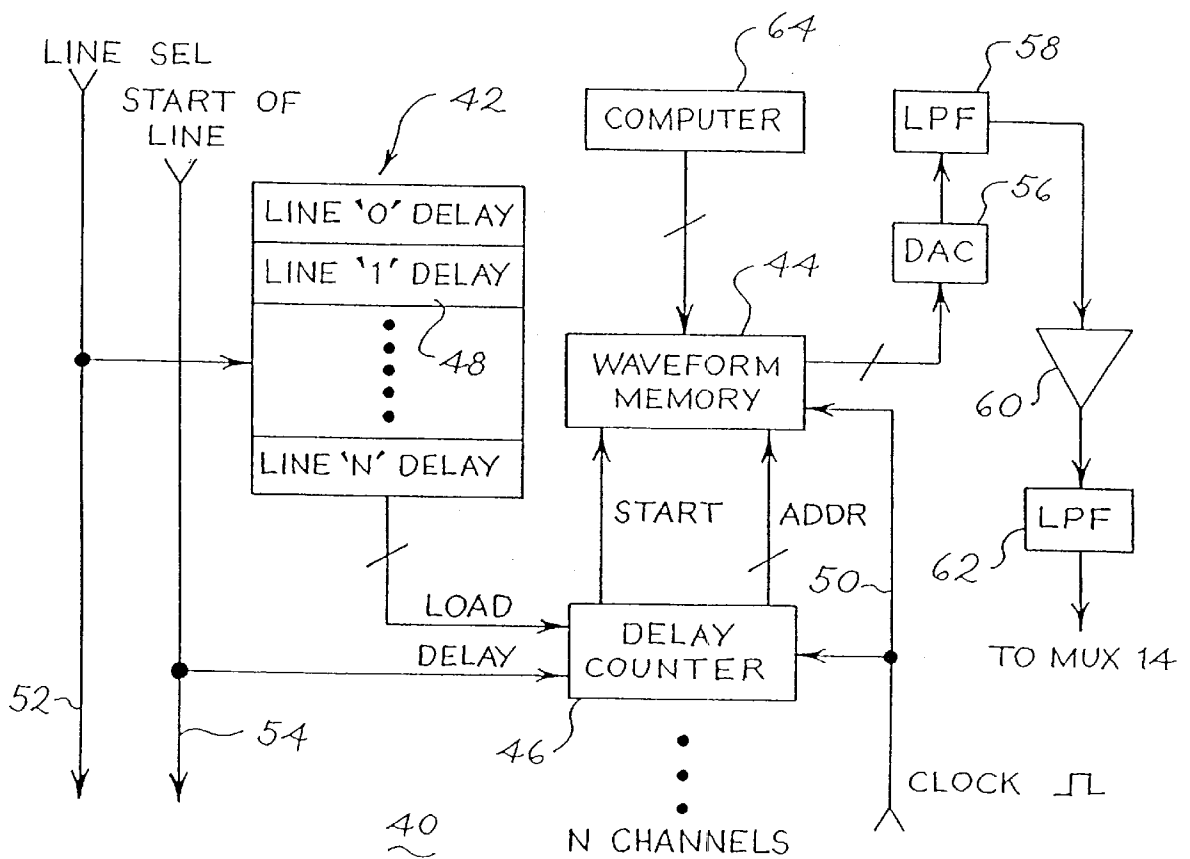 LINE SEL
START OF
LINE
42
LINE '0' DELAY
LINE '1' DELAY
48
LINE 'N' DELAY
64
COMPUTER
58
LPF
56
DAC
44
WAVEFORM
MEMORY
60
START
ADDR
50
LPF
62
TO MUX 14
LOAD
DELAY
DELAY
COUNTER
46
52
54
CLOCK
N CHANNELS
40